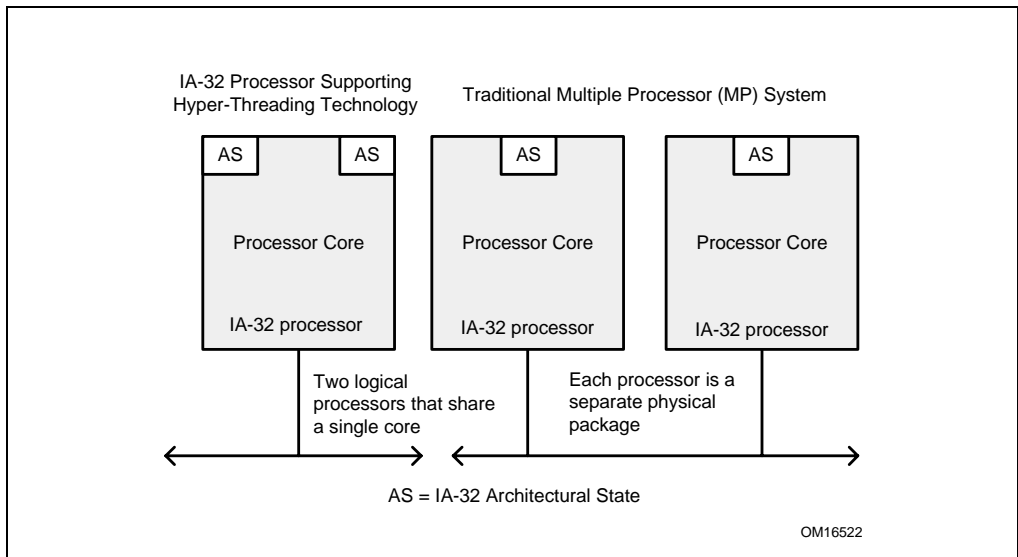 IA-32 Processor Supporting
Hyper-Threading Technology
Traditional Multiple Processor (MP) System
AS
AS
AS
AS
Processor Core
Processor Core
Processor Core
IA-32 processor
IA-32 processor
IA-32 processor
Two logical
processors that share
a single core
Each processor is a
separate physical
package
AS = IA-32 Architectural State
OM16522